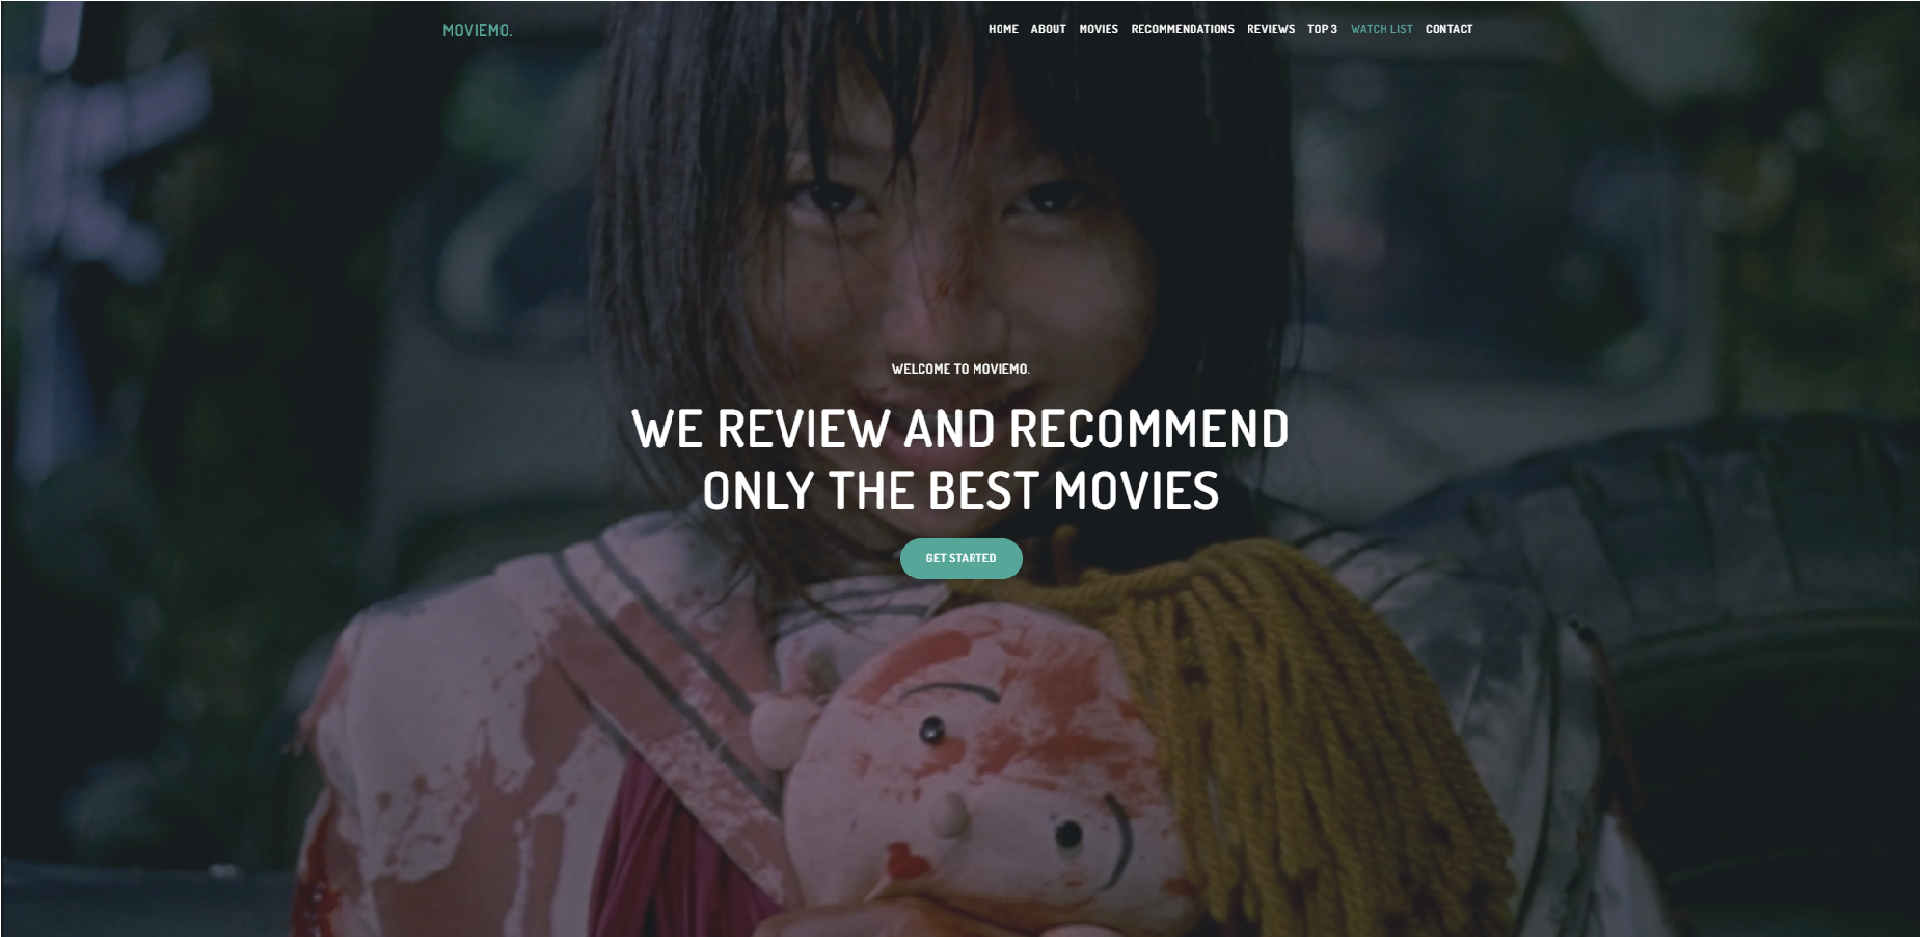 MOVIEMO.
HOME ABOUT MOVIES RECOMMENDATIONS REVIEWS TOP 3 WATCH LIST CONTACT
WELCOME TO MOVIEMO.
WE REVIEW AND RECOMMEND
ONLY THE BEST MOVIES
GET STARTED